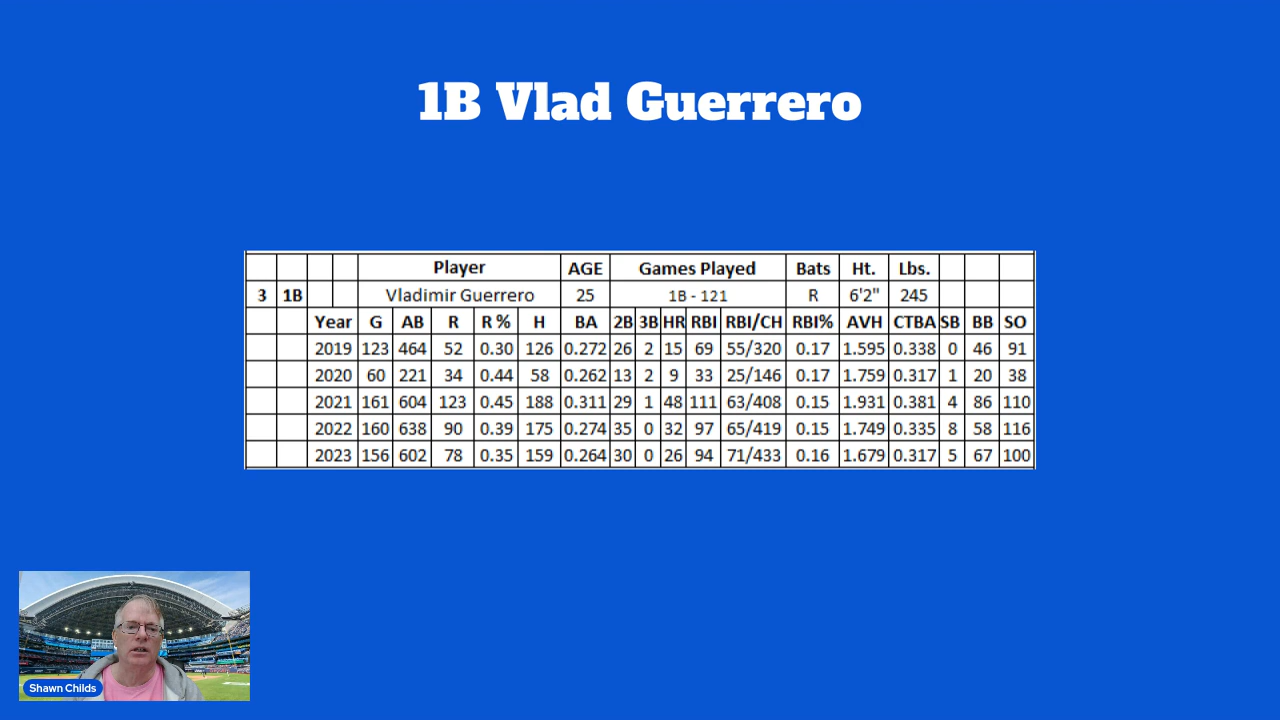 1B Vlad Guerrero
Player AGE Games Played Bats Ht. Lbs.
3 1B Vladimir Guerrero 25 1B - 121 R 6'2" 245
Year G AB R R % H BA 2B 3B HR RBI RBI/CH RBI% AVH CTBA SB BB SO
2019 123 464 52 0.30 126 0.272 26 2 15 69 55/320 0.17 1.595 0.338 0 46 91
2020 60 221 34 0.44 58 0.262 13 2 9 33 25/146 0.17 1.759 0.317 1 20 38
2021 161 604 123 0.45 188 0.311 29 1 48 111 63/408 0.15 1.931 0.381 4 86 110
2022 160 638 90 0.39 175 0.274 35 0 32 97 65/419 0.15 1.749 0.335 8 58 116
2023 156 602 78 0.35 159 0.264 30 0 26 94 71/433 0.16 1.679 0.317 5 67 100
Shawn Childs